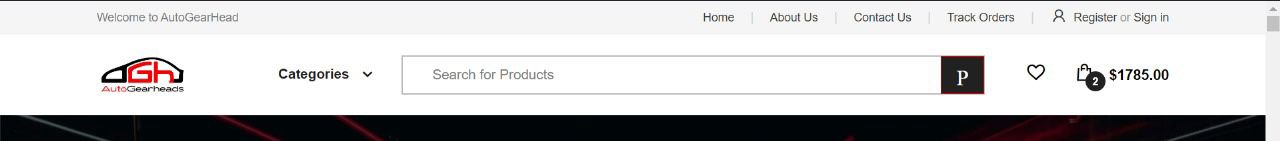 Welcome to AutoGearHead
Home | About Us | Contact Us | Track Orders | Register or Sign in
Gh
AutoGearheads
Categories
Search for Products
P
2
$1785.00